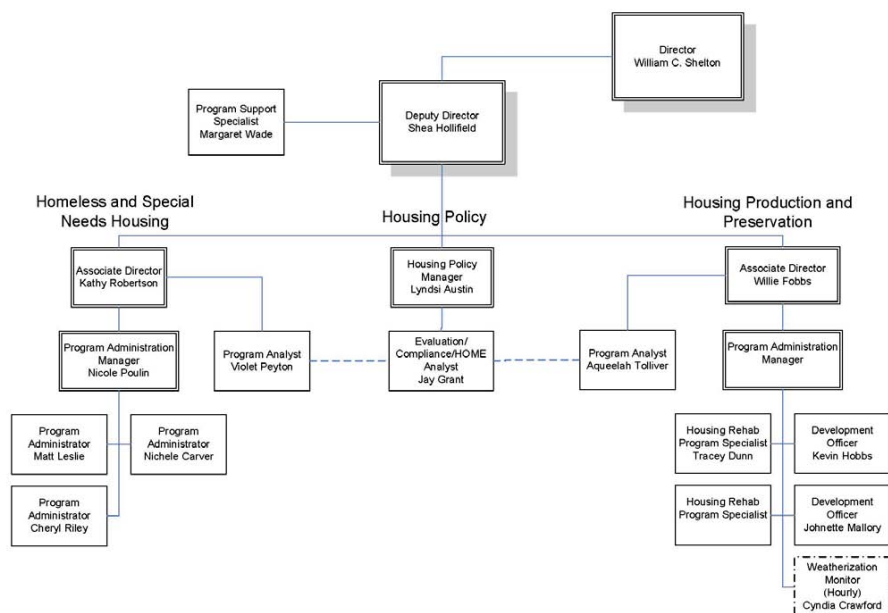 Director
William C. Shelton
Program Support
Specialist
Margaret Wade
Deputy Director
Shea Hollifield
Homeless and Special
Needs Housing
Housing Policy
Housing Production and
Preservation
Associate Director
Kathy Robertson
Housing Policy
Manager
Lyndsi Austin
Associate Director
Willie Fobbs
Program Administration
Manager
Nicole Poulin
Program Analyst
Violet Peyton
Evaluation/
Compliance/HOME
Analyst
Jay Grant
Program Analyst
Aqueelah Tolliver
Program Administration
Manager
Program
Administrator
Matt Leslie
Program
Administrator
Nichele Carver
Housing Rehab
Program Specialist
Tracey Dunn
Development
Officer
Kevin Hobbs
Program
Administrator
Cheryl Riley
Housing Rehab
Program Specialist
Development
Officer
Johnette Mallory
Weatherization
Monitor
(Hourly)
Cyndia Crawford